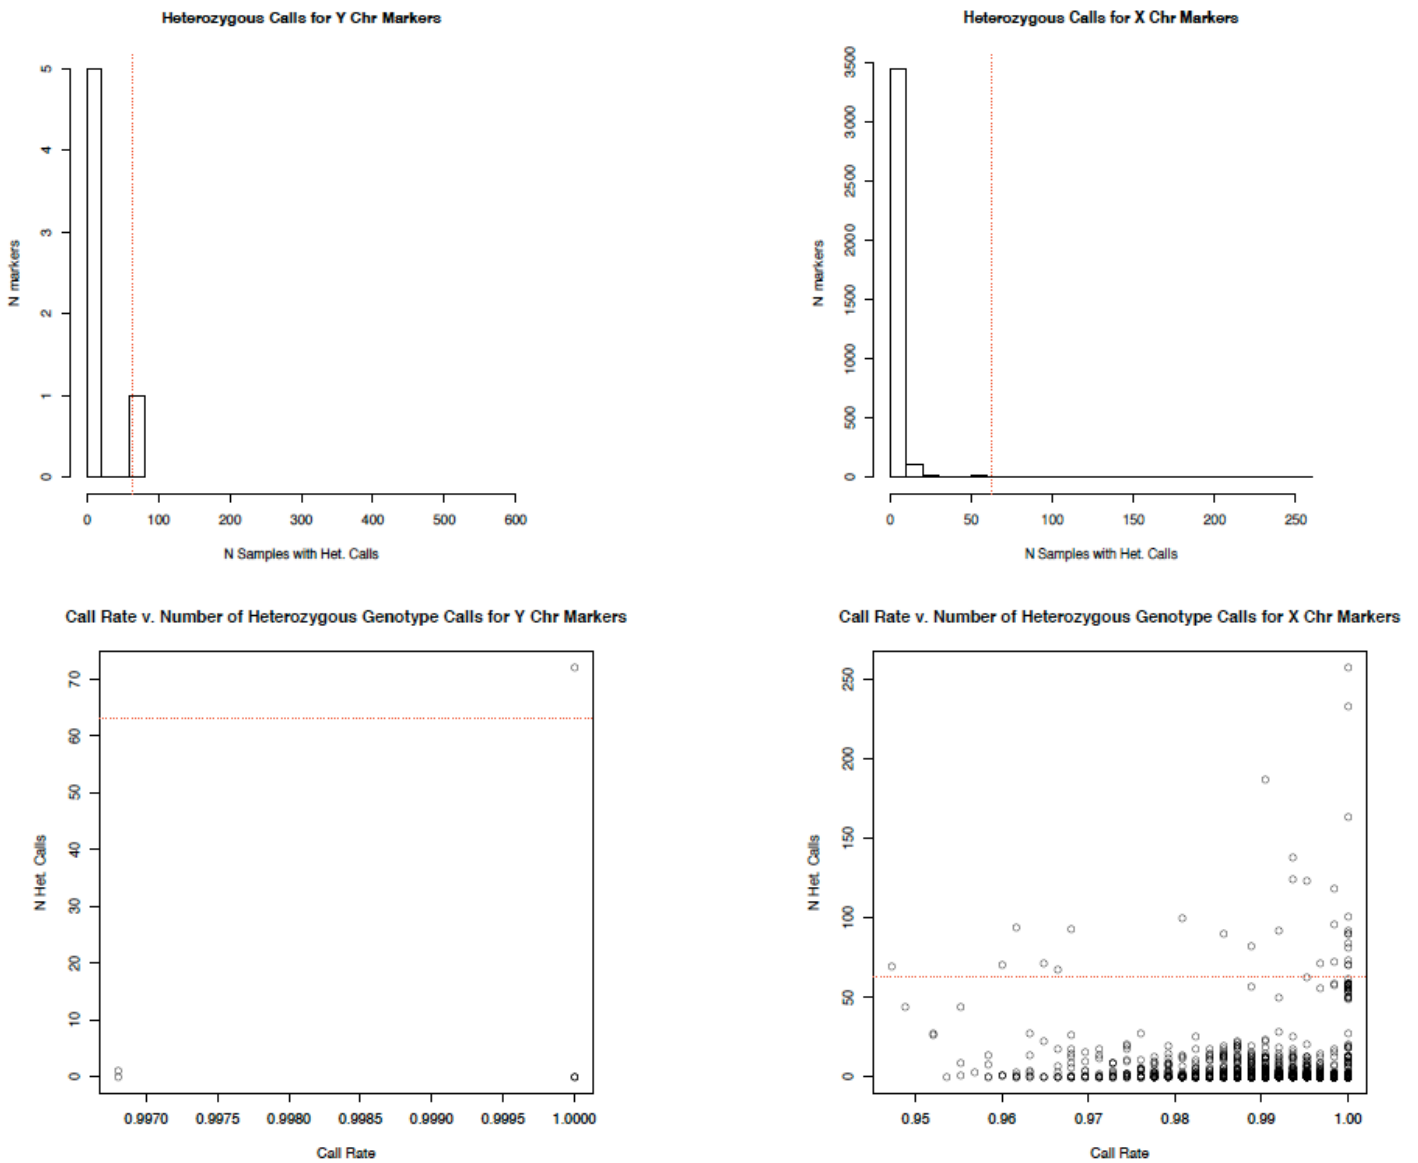 Heterozygous Calls for Y Chr Markers
N markers
5
4
3
2
1
0
0 100 200 300 400 500 600
N Samples with Het. Calls
Heterozygous Calls for X Chr Markers
N markers
3500
3000
2500
2000
1500
1000
500
0
0 50 100 150 200 250
N Samples with Het. Calls
Call Rate v. Number of Heterozygous Genotype Calls for Y Chr Markers
N Het. Calls
70
60
50
40
30
20
10
0
0.9970 0.9975 0.9980 0.9985 0.9990 0.9995 1.0000
Call Rate
Call Rate v. Number of Heterozygous Genotype Calls for X Chr Markers
N Het. Calls
250
200
150
100
50
0
0.95 0.96 0.97 0.98 0.99 1.00
Call Rate